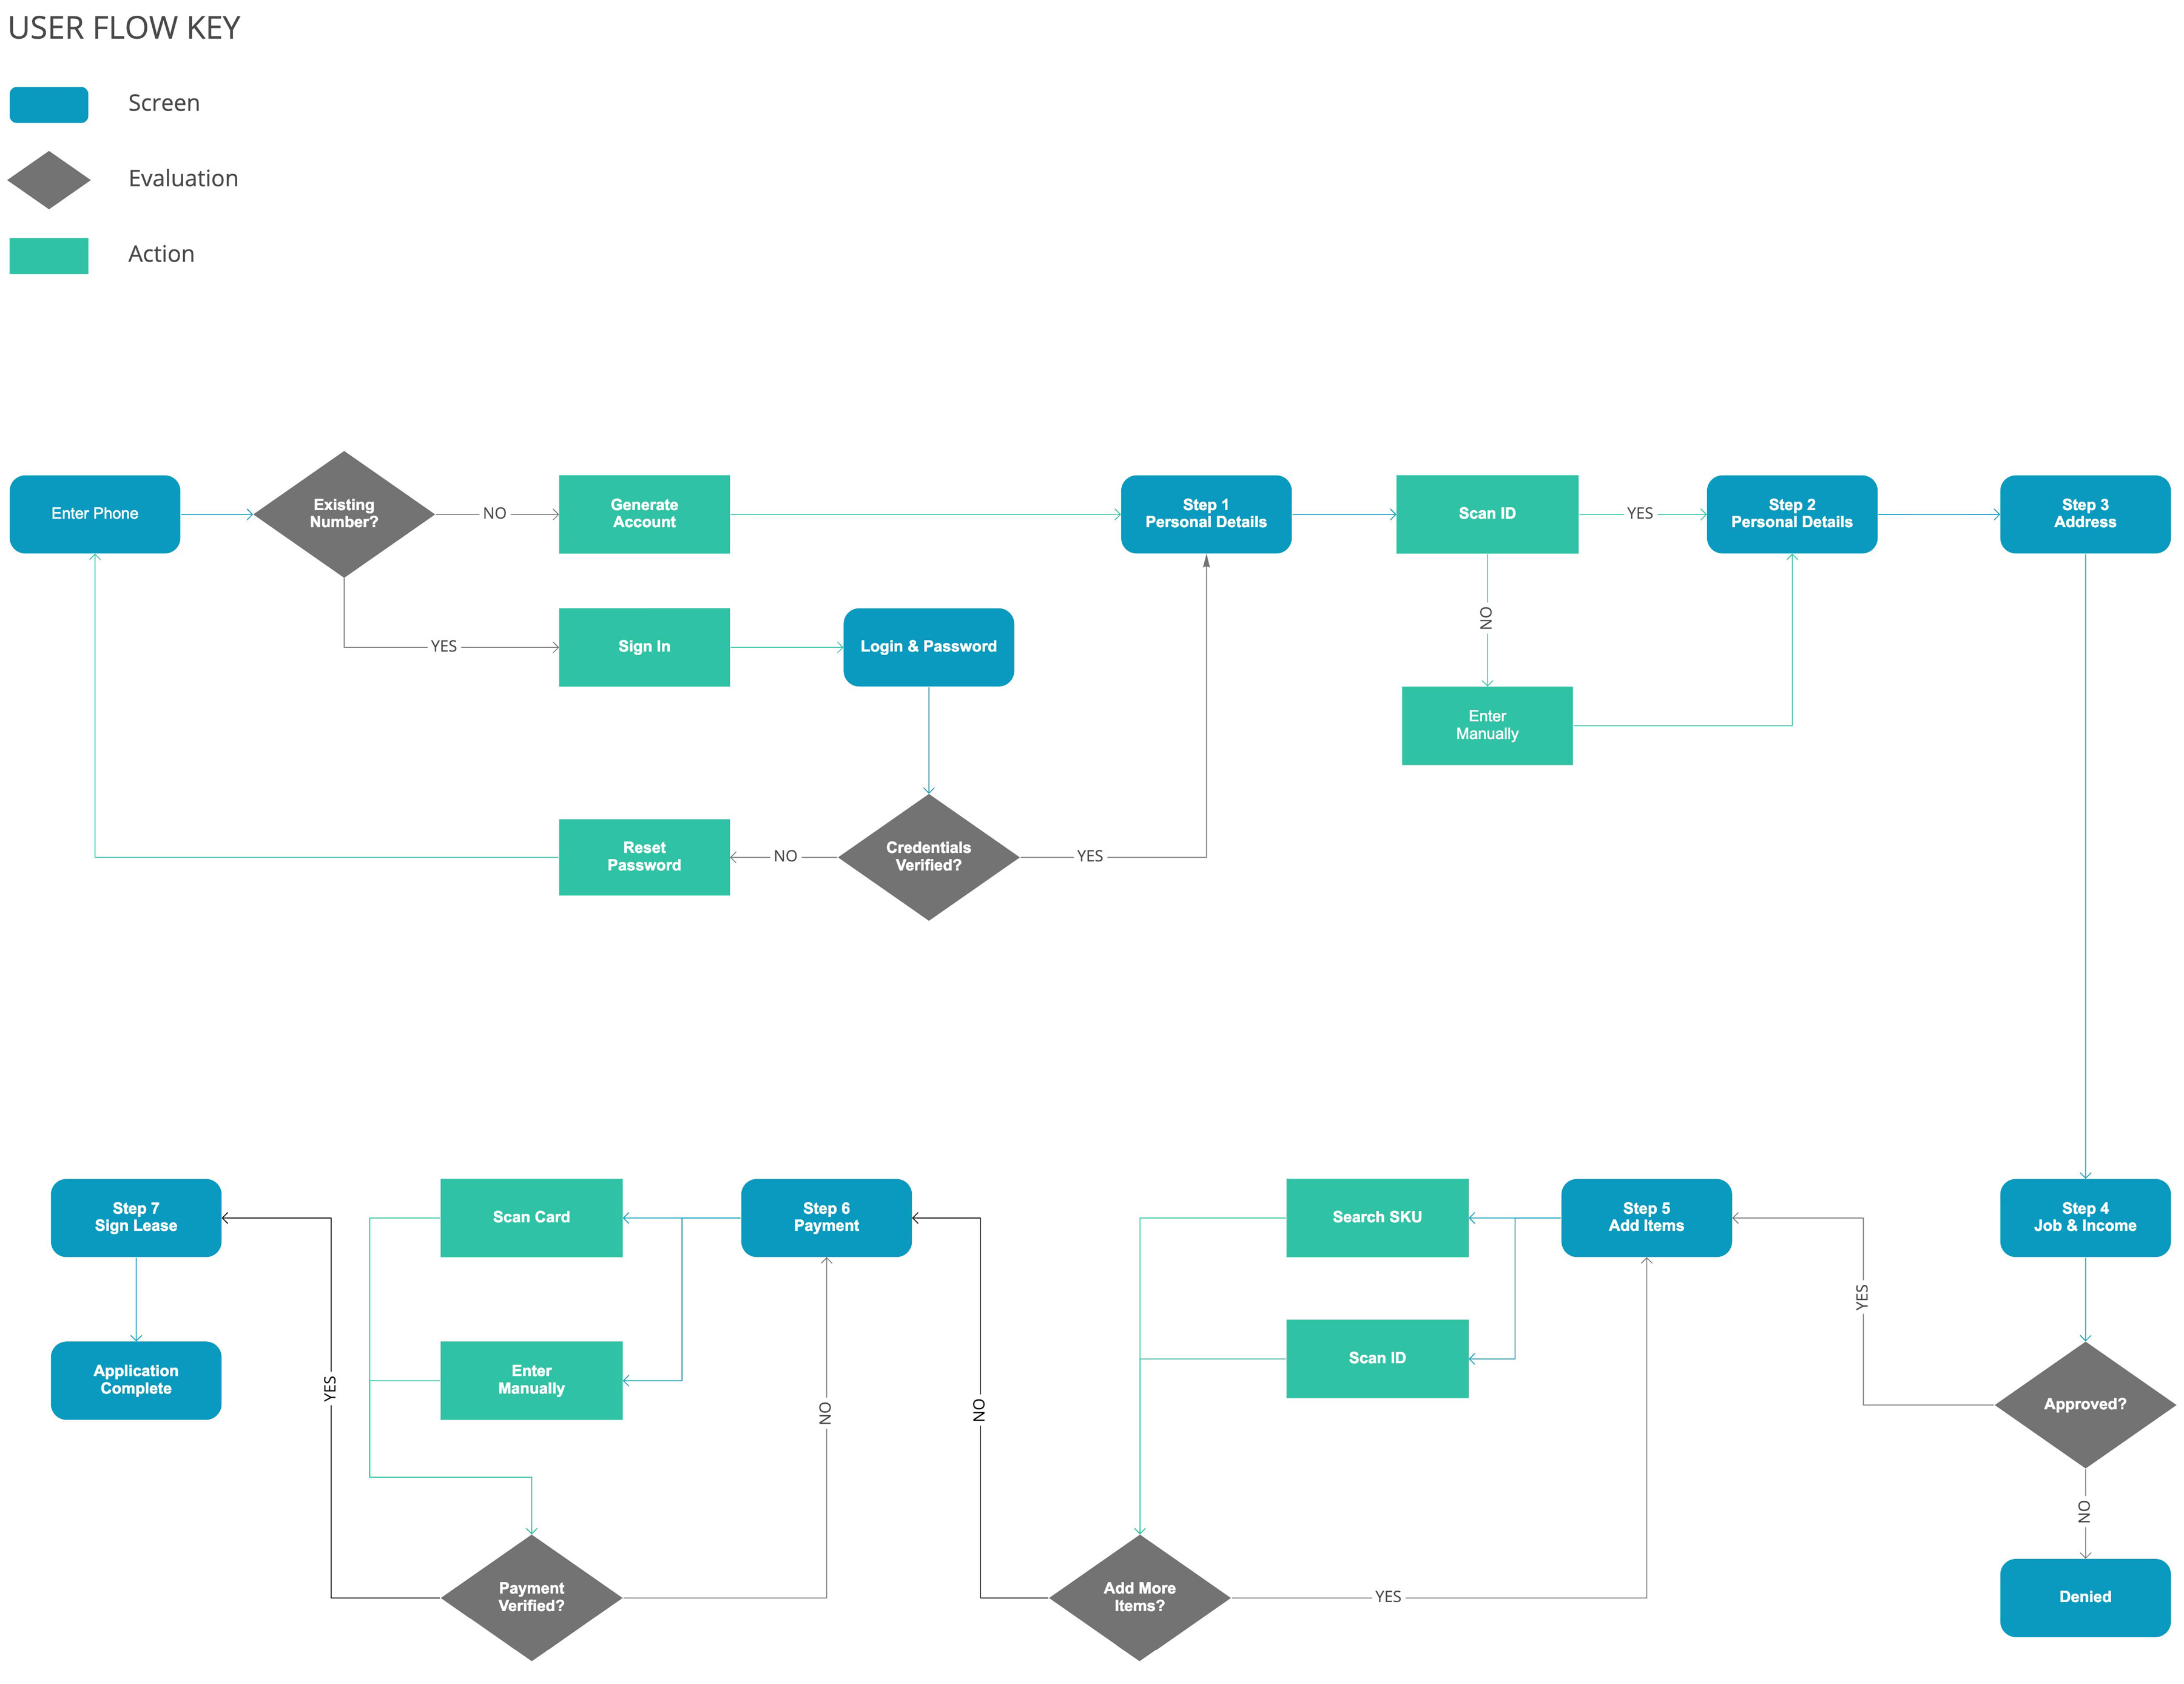 USER FLOW KEY
Screen
Evaluation
Action
Enter Phone
Existing
Number?
NO
Generate
Account
Step 1
Personal Details
Scan ID
YES
Step 2
Personal Details
Step 3
Address
YES
Sign In
Login & Password
NO
Enter
Manually
Reset
Password
NO
Credentials
Verified?
YES
Step 7
Sign Lease
Scan Card
Step 6
Payment
Search SKU
Step 5
Add Items
Step 4
Job & Income
YES
Application
Complete
Enter
Manually
Scan ID
YES
NO
NO
Approved?
NO
Payment
Verified?
Add More
Items?
YES
Denied